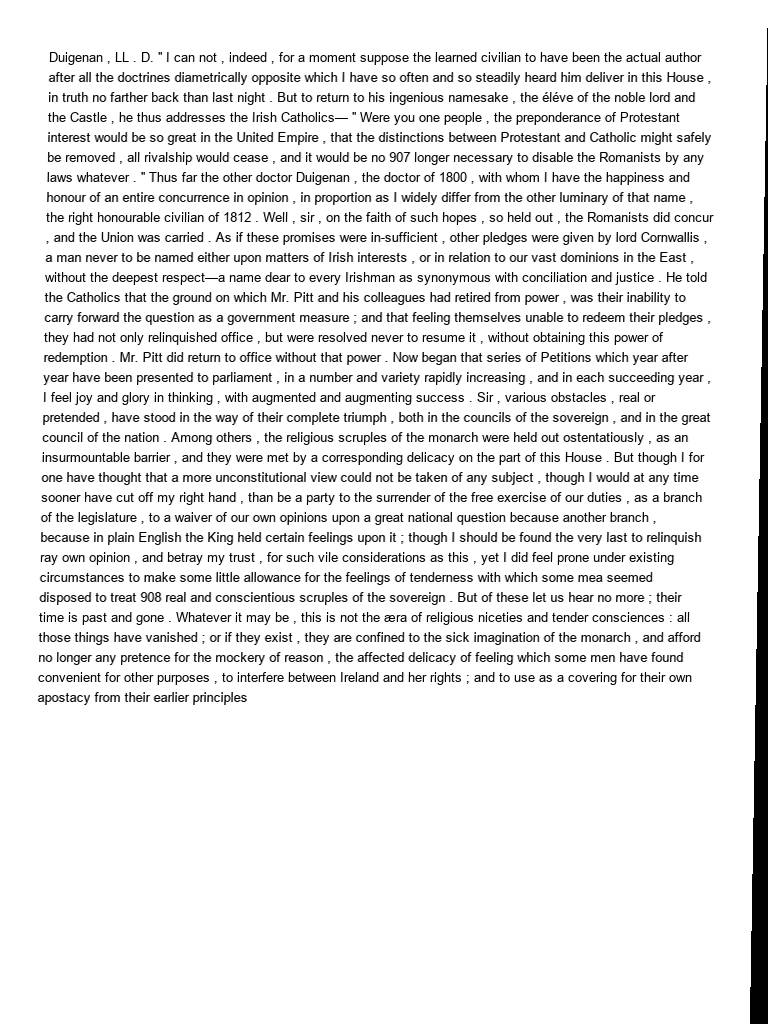 Duigenan , LL . D. " I can not , indeed , for a moment suppose the learned civilian to have been the actual author
after all the doctrines diametrically opposite which I have so often and so steadily heard him deliver in this House ,
in truth no farther back than last night . But to return to his ingenious namesake , the éléve of the noble lord and
the Castle , he thus addresses the Irish Catholics— " Were you one people , the preponderance of Protestant
interest would be so great in the United Empire , that the distinctions between Protestant and Catholic might safely
be removed , all rivalship would cease , and it would be no 907 longer necessary to disable the Romanists by any
laws whatever . " Thus far the other doctor Duigenan , the doctor of 1800 , with whom I have the happiness and
honour of an entire concurrence in opinion , in proportion as I widely differ from the other luminary of that name ,
the right honourable civilian of 1812 . Well , sir , on the faith of such hopes , so held out , the Romanists did concur
, and the Union was carried . As if these promises were in-sufficient , other pledges were given by lord Cornwallis ,
a man never to be named either upon matters of Irish interests , or in relation to our vast dominions in the East ,
without the deepest respect—a name dear to every Irishman as synonymous with conciliation and justice . He told
the Catholics that the ground on which Mr. Pitt and his colleagues had retired from power , was their inability to
carry forward the question as a government measure ; and that feeling themselves unable to redeem their pledges ,
they had not only relinquished office , but were resolved never to resume it , without obtaining this power of
redemption . Mr. Pitt did return to office without that power . Now began that series of Petitions which year after
year have been presented to parliament , in a number and variety rapidly increasing , and in each succeeding year ,
I feel joy and glory in thinking , with augmented and augmenting success . Sir , various obstacles , real or
pretended , have stood in the way of their complete triumph , both in the councils of the sovereign , and in the great
council of the nation . Among others , the religious scruples of the monarch were held out ostentatiously , as an
insurmountable barrier , and they were met by a corresponding delicacy on the part of this House . But though I for
one have thought that a more unconstitutional view could not be taken of any subject , though I would at any time
sooner have cut off my right hand , than be a party to the surrender of the free exercise of our duties , as a branch
of the legislature , to a waiver of our own opinions upon a great national question because another branch ,
because in plain English the King held certain feelings upon it ; though I should be found the very last to relinquish
ray own opinion , and betray my trust , for such vile considerations as this , yet I did feel prone under existing
circumstances to make some little allowance for the feelings of tenderness with which some mea seemed
disposed to treat 908 real and conscientious scruples of the sovereign . But of these let us hear no more ; their
time is past and gone . Whatever it may be , this is not the æra of religious niceties and tender consciences : all
those things have vanished ; or if they exist , they are confined to the sick imagination of the monarch , and afford
no longer any pretence for the mockery of reason , the affected delicacy of feeling which some men have found
convenient for other purposes , to interfere between Ireland and her rights ; and to use as a covering for their own
apostacy from their earlier principles